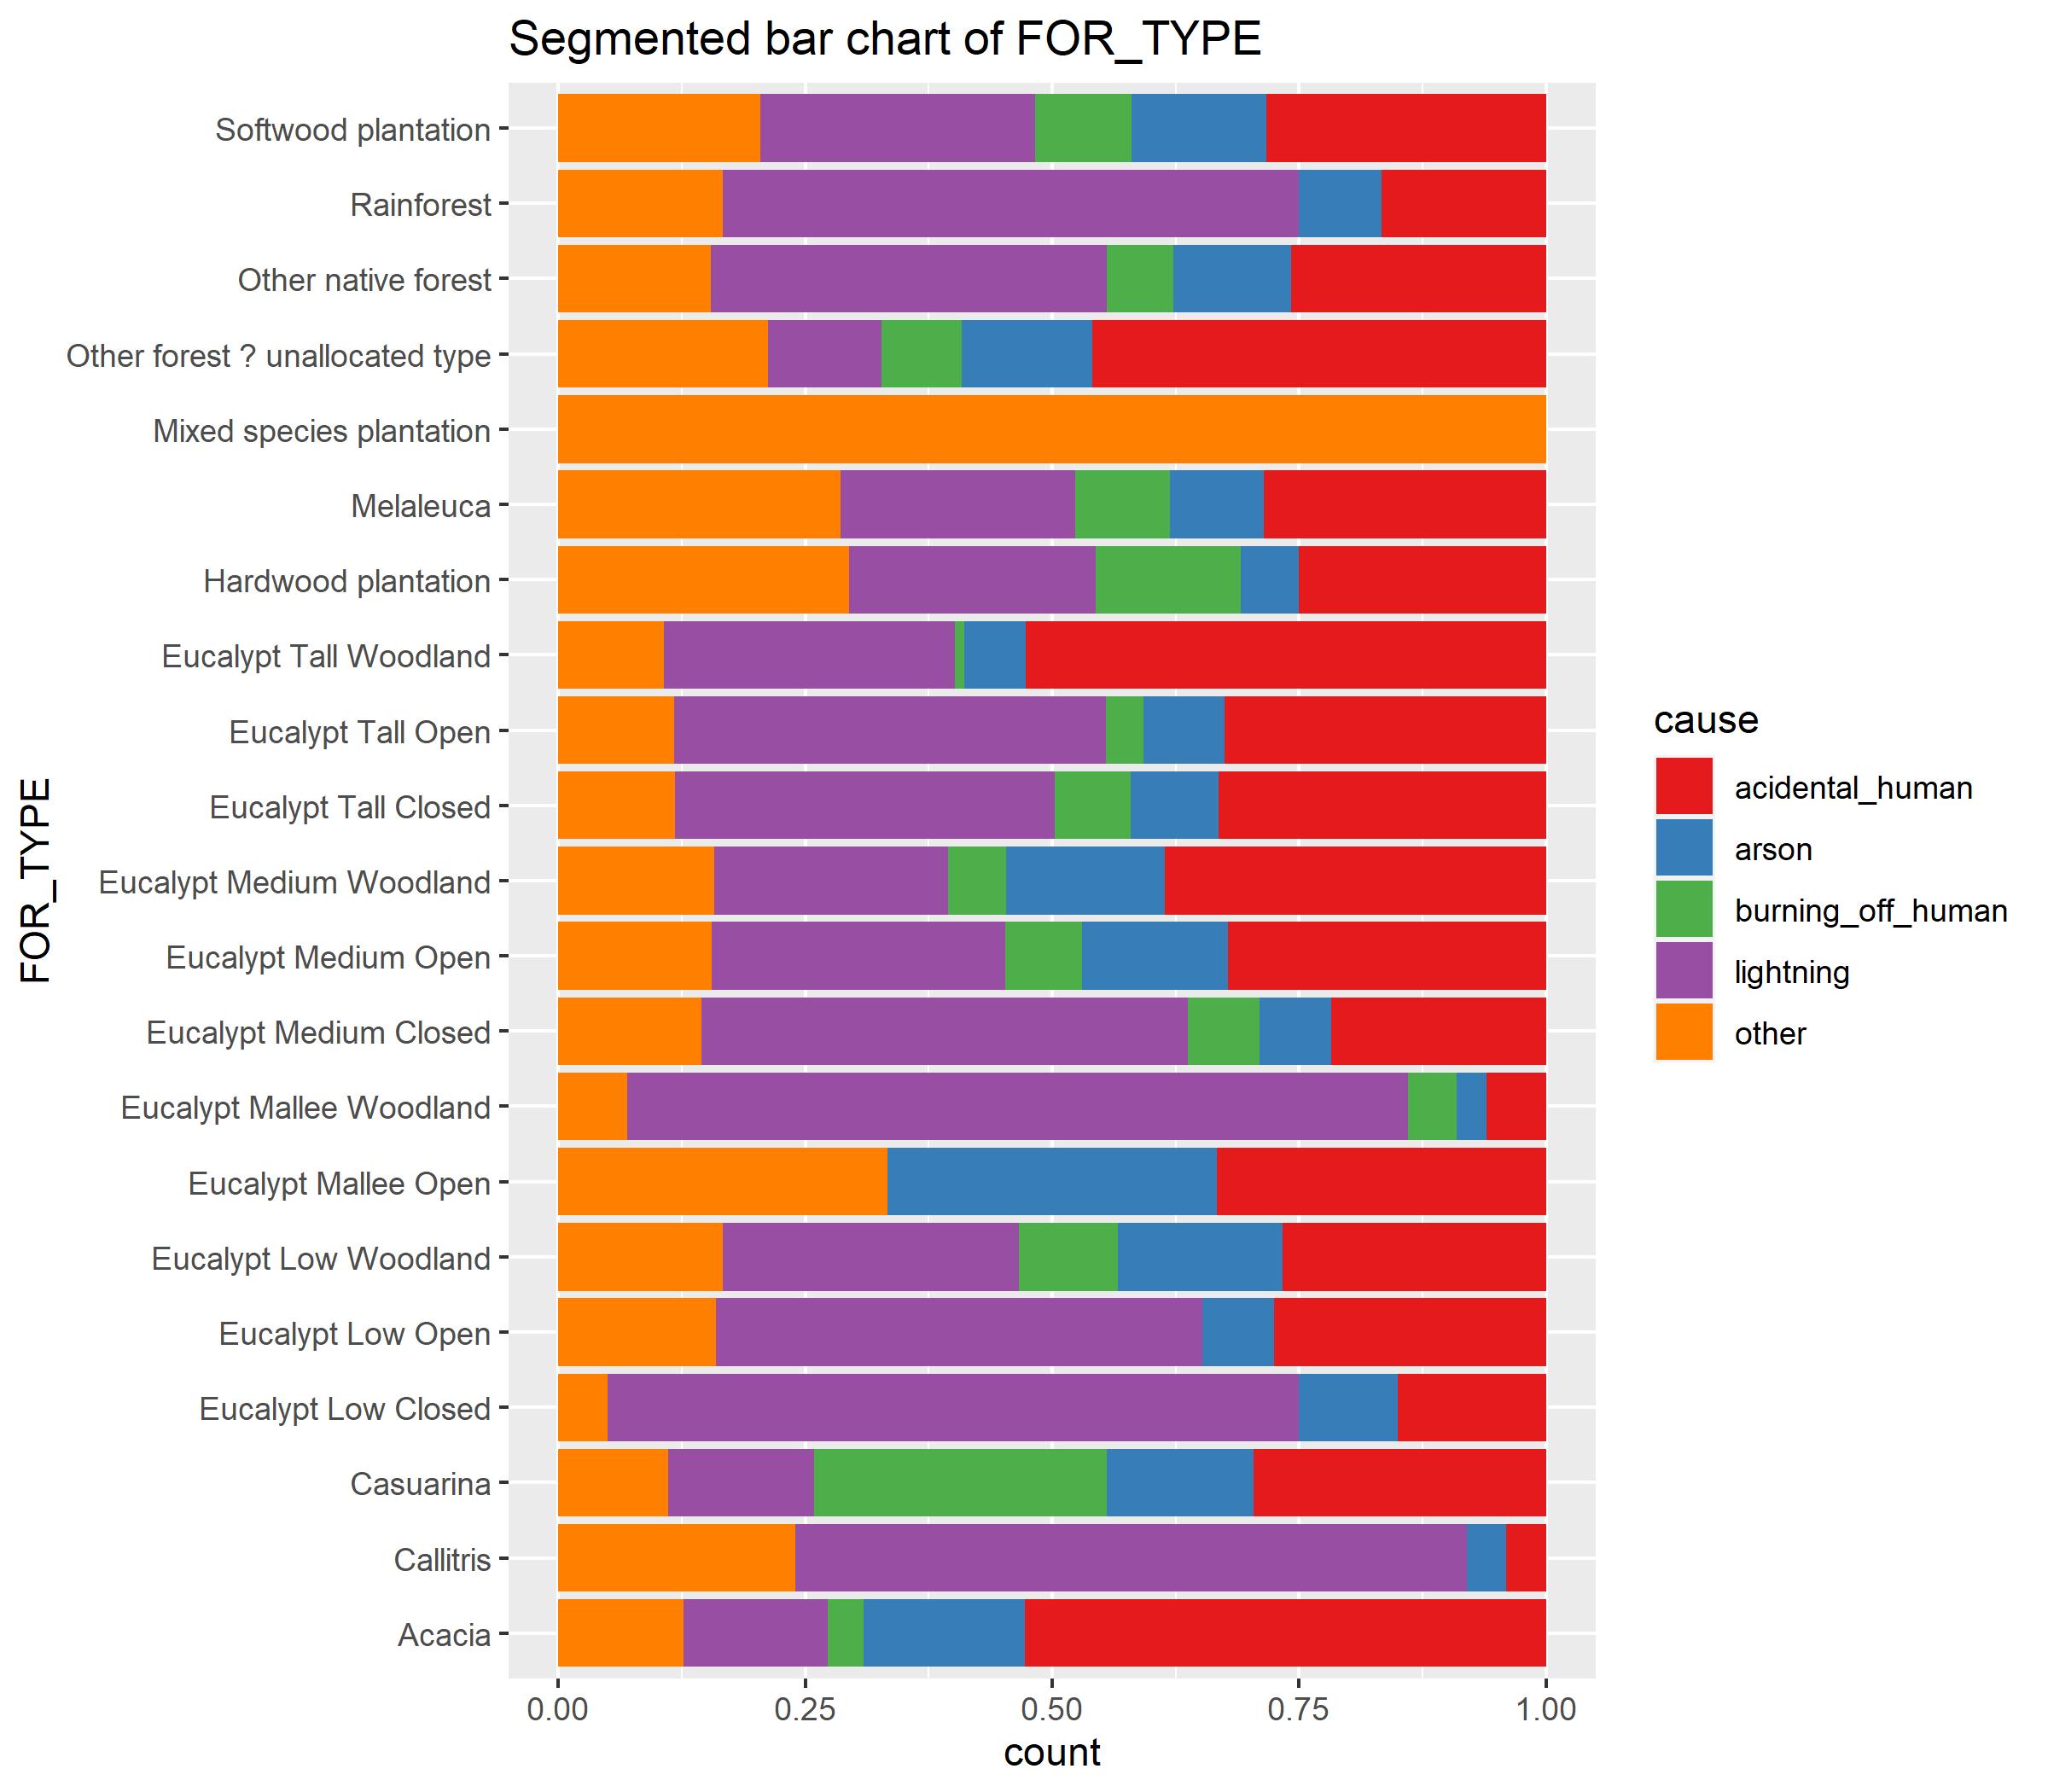 Segmented bar chart of FOR_TYPE
FOR_TYPE
Softwood plantation
Rainforest
Other native forest
Other forest ? unallocated type
Mixed species plantation
Melaleuca
Hardwood plantation
Eucalypt Tall Woodland
Eucalypt Tall Open
Eucalypt Tall Closed
Eucalypt Medium Woodland
Eucalypt Medium Open
Eucalypt Medium Closed
Eucalypt Mallee Woodland
Eucalypt Mallee Open
Eucalypt Low Woodland
Eucalypt Low Open
Eucalypt Low Closed
Casuarina
Callitris
Acacia
0.00 0.25 0.50 0.75 1.00
count
cause
acidental_human
arson
burning_off_human
lightning
other